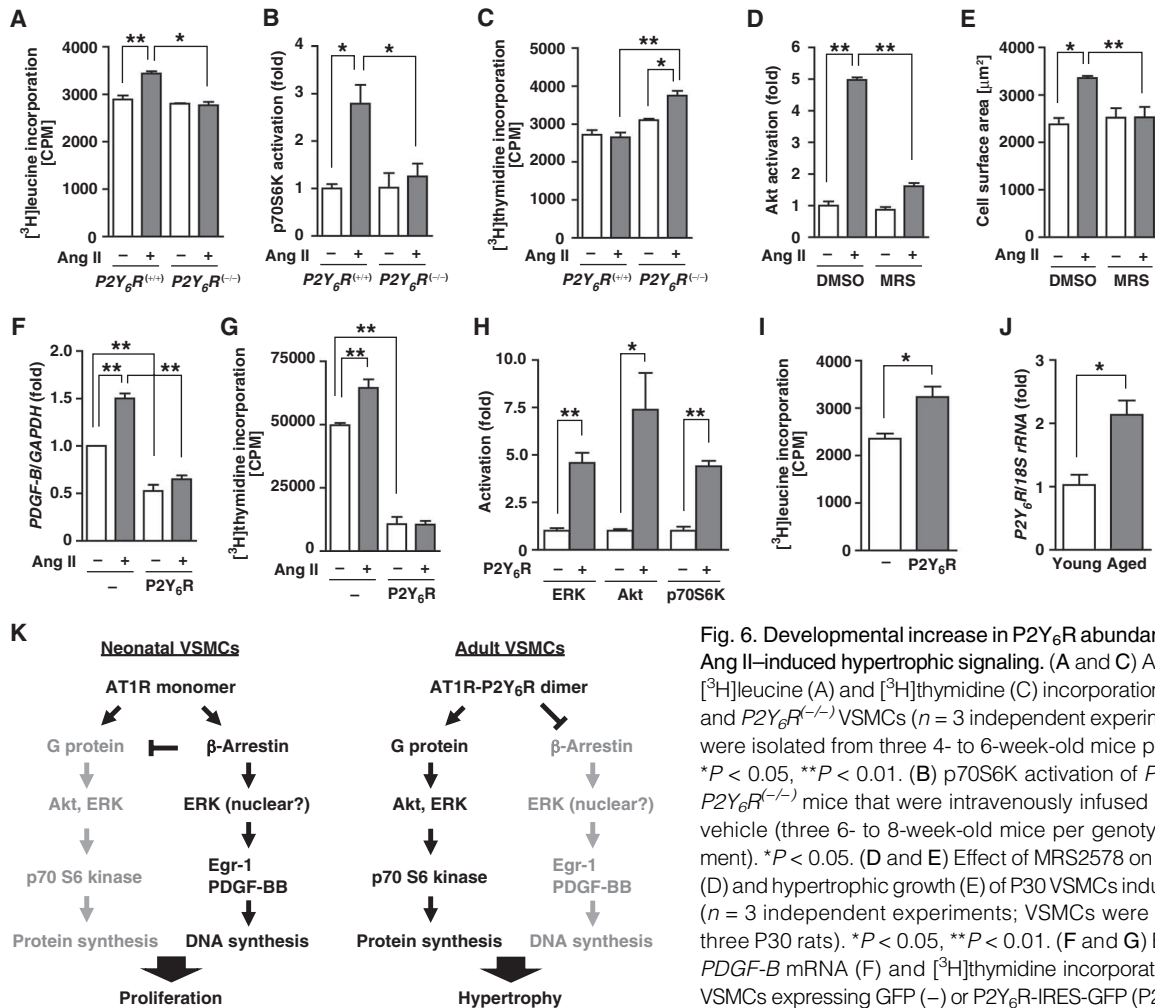 A
[³H]leucine incorporation
[CPM]
4000
3000
2000
1000
0
**
*
Ang II
– + – +
P2Y₆R(+/+) P2Y₆R(–/–)
B
p70S6K activation (fold)
4
3
2
1
0
*
*
Ang II
– + – +
P2Y₆R(+/+) P2Y₆R(–/–)
C
[³H]thymidine incorporation
[CPM]
5000
4000
3000
2000
1000
0
**
*
Ang II
– + – +
P2Y₆R(+/+) P2Y₆R(–/–)
D
Akt activation (fold)
6
5
4
3
2
1
0
**
**
Ang II
– + – +
DMSO MRS
E
Cell surface area [µm²]
4000
3000
2000
1000
0
*
**
Ang II
– + – +
DMSO MRS
F
PDGF-B/GAPDH (fold)
2.0
1.5
1.0
0.5
0
**
** **
Ang II
– + – +
– P2Y₆R
G
[³H]thymidine incorporation
[CPM]
75000
50000
25000
0
**
**
Ang II
– + – +
– P2Y₆R
H
Activation (fold)
10.0
7.5
5.0
2.5
0
**
*
**
P2Y₆R
– + – + – +
ERK Akt p70S6K
I
[³H]leucine incorporation
[CPM]
4000
3000
2000
1000
0
*
– P2Y₆R
J
P2Y₆R/18S rRNA (fold)
3
2
1
0
*
Young Aged
K
Neonatal VSMCs
AT1R monomer
G protein β-Arrestin
Akt, ERK ERK (nuclear?)
p70 S6 kinase Egr-1
PDGF-BB
Protein synthesis DNA synthesis
Proliferation
Adult VSMCs
AT1R-P2Y₆R dimer
G protein β-Arrestin
Akt, ERK ERK (nuclear?)
p70 S6 kinase Egr-1
PDGF-BB
Protein synthesis DNA synthesis
Hypertrophy
Fig. 6. Developmental increase in P2Y₆R abundan
Ang II–induced hypertrophic signaling. (A and C) A
[³H]leucine (A) and [³H]thymidine (C) incorporation
and P2Y₆R(–/–) VSMCs (n = 3 independent experim
were isolated from three 4- to 6-week-old mice p
*P < 0.05, **P < 0.01. (B) p70S6K activation of P
P2Y₆R(–/–) mice that were intravenously infused
vehicle (three 6- to 8-week-old mice per genoty
ment). *P < 0.05. (D and E) Effect of MRS2578 on
(D) and hypertrophic growth (E) of P30 VSMCs indu
(n = 3 independent experiments; VSMCs were
three P30 rats). *P < 0.05, **P < 0.01. (F and G) E
PDGF-B mRNA (F) and [³H]thymidine incorporat
VSMCs expressing GFP (–) or P2Y₆R-IRES-GFP (P2